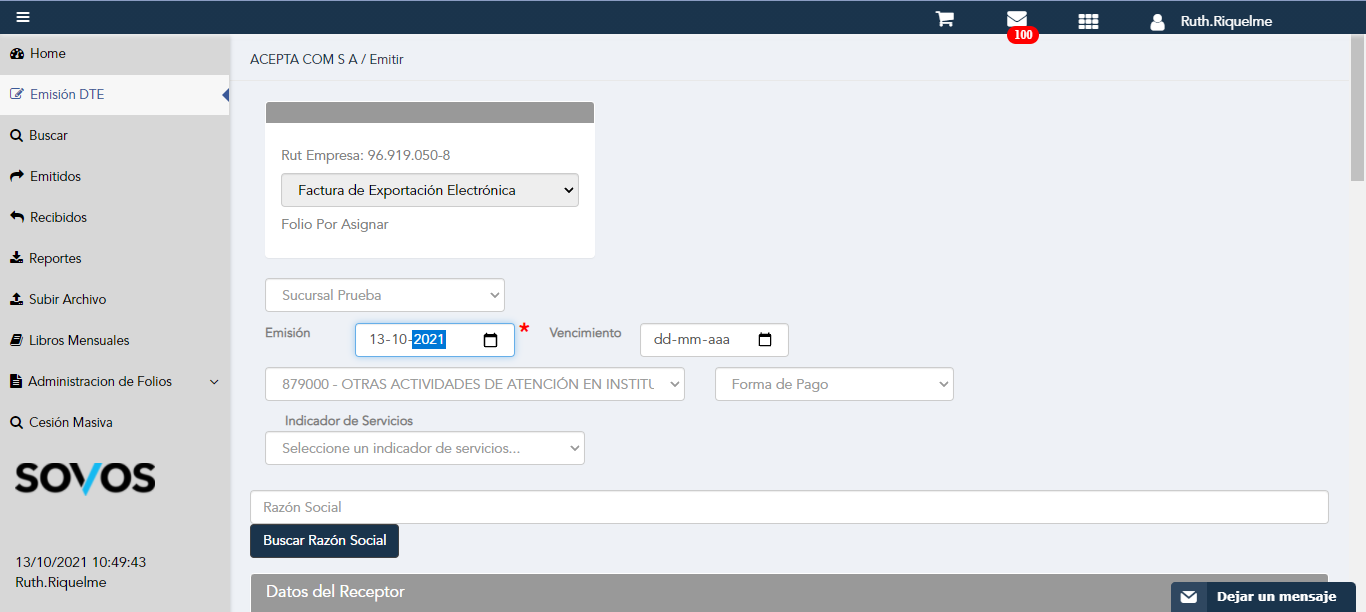 Ruth.Riquelme
100
Home
Emisión DTE
Buscar
Emitidos
Recibidos
Reportes
Subir Archivo
Libros Mensuales
Administracion de Folios
Cesión Masiva
SOVOS
13/10/2021 10:49:43
Ruth.Riquelme
ACEPTA COM S A / Emitir
Rut Empresa: 96.919.050-8
Factura de Exportación Electrónica
Folio Por Asignar
Sucursal Prueba
Emisión 13-10-2021 * Vencimiento dd-mm-aaa
879000 - OTRAS ACTIVIDADES DE ATENCIÓN EN INSTITU Forma de Pago
Indicador de Servicios
Seleccione un indicador de servicios...
Razón Social
Buscar Razón Social
Datos del Receptor
Dejar un mensaje